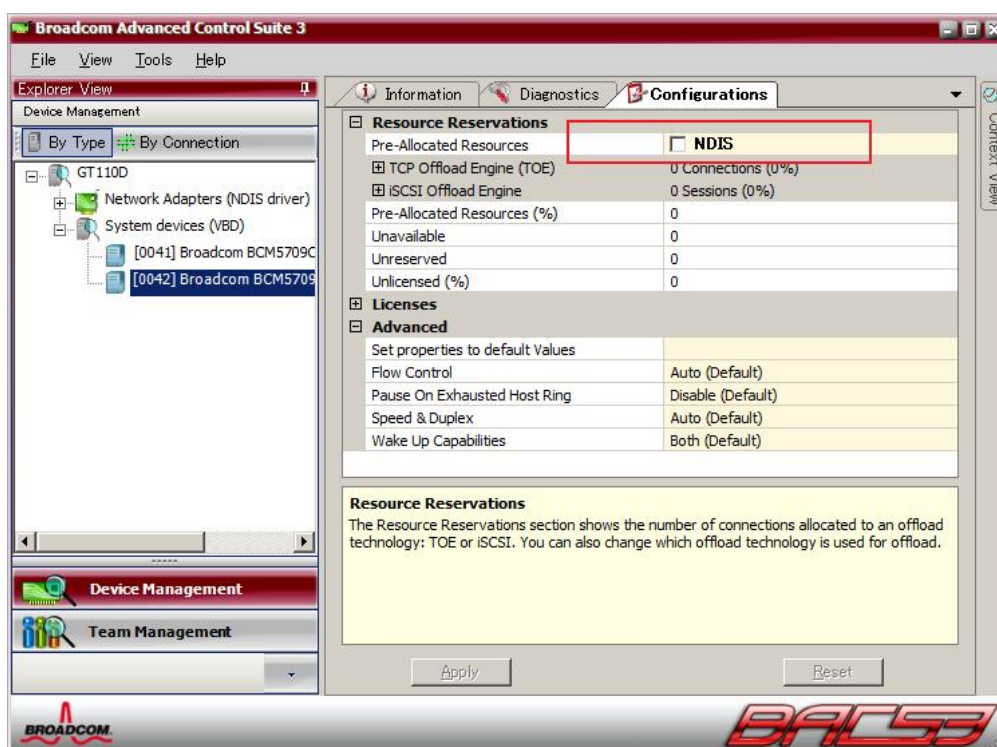 Broadcom Advanced Control Suite 3
File View Tools Help
Explorer View
Device Management
By Type By Connection
GT110D
Network Adapters (NDIS driver)
System devices (VBD)
[0041] Broadcom BCM5709C
[0042] Broadcom BCM5709
Device Management
Team Management
Information Diagnostics Configurations
Resource Reservations
Pre-Allocated Resources NDIS
TCP Offload Engine (TOE) 0 Connections (0%)
iSCSI Offload Engine 0 Sessions (0%)
Pre-Allocated Resources (%) 0
Unavailable 0
Unreserved 0
Unlicensed (%) 0
Licenses
Advanced
Set properties to default Values
Flow Control Auto (Default)
Pause On Exhausted Host Ring Disable (Default)
Speed & Duplex Auto (Default)
Wake Up Capabilities Both (Default)
Resource Reservations
The Resource Reservations section shows the number of connections allocated to an offload
technology: TOE or iSCSI. You can also change which offload technology is used for offload.
Apply Reset
Context View
BROADCOM.
BACS3